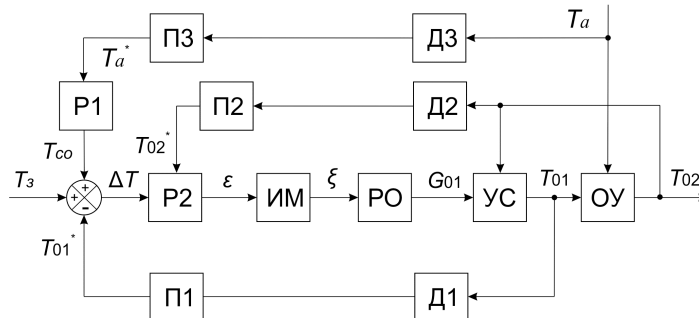 П3
Д3
Ta
Ta*
P1
П2
Д2
T02*
Tco
Tз
+
+
-
ΔT
P2
ε
ИМ
ξ
РО
G01
УС
T01
ОУ
T02
T01*
П1
Д1